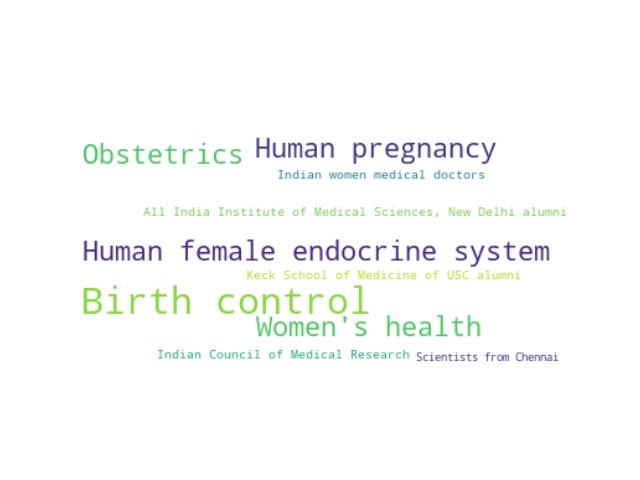 Obstetrics Human pregnancy
Indian women medical doctors
All India Institute of Medical Sciences, New Delhi alumni
Human female endocrine system
Keck School of Medicine of USC alumni
Birth control
Women's health
Indian Council of Medical Research Scientists from Chennai